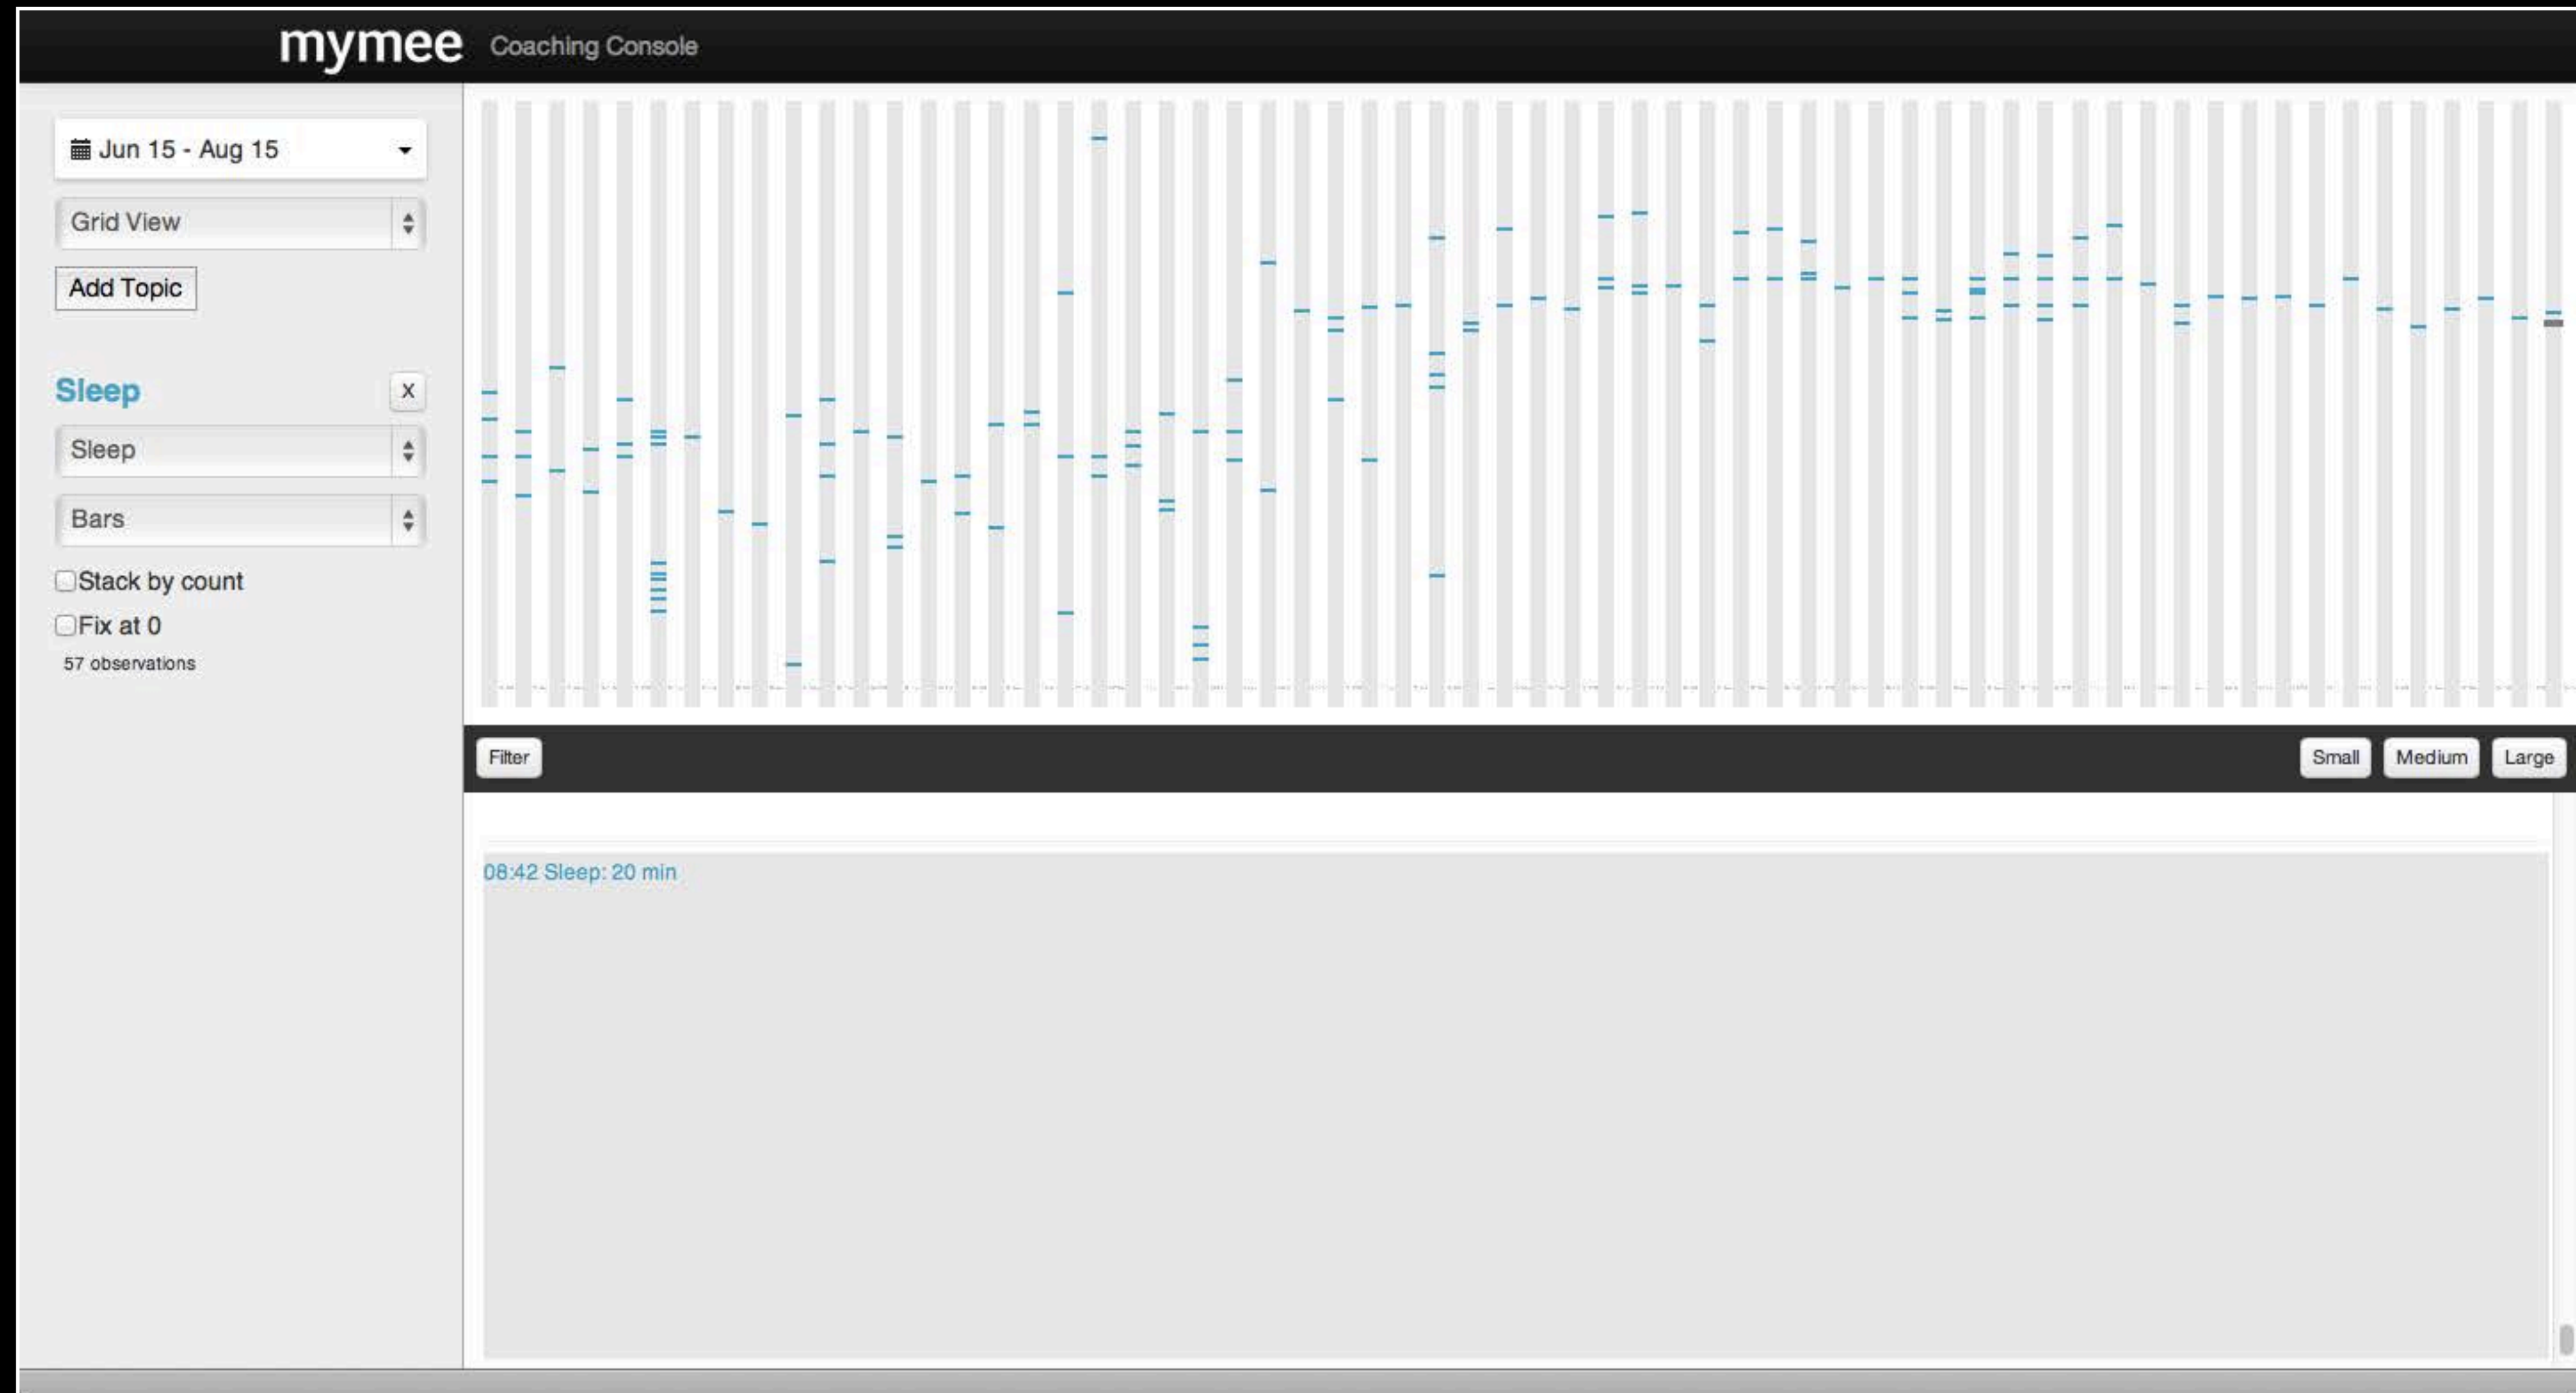 mymee Coaching Console
Jun 15 - Aug 15
Grid View
Add Topic
Sleep X
Sleep
Bars
Stack by count
Fix at 0
57 observations
Filter Small Medium Large
08:42 Sleep: 20 min